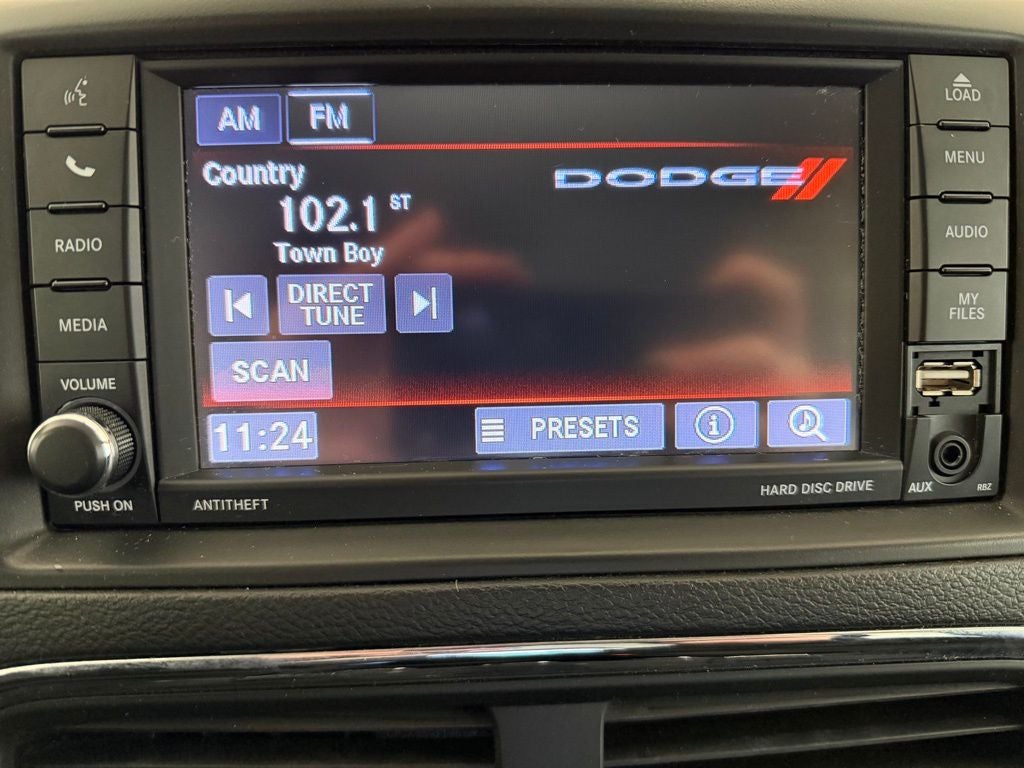 AM FM
Country
102.1 ST
Town Boy
DODGE
DIRECT
TUNE
SCAN
11:24
PRESETS
i
RADIO
MEDIA
VOLUME
PUSH ON
ANTITHEFT
HARD DISC DRIVE
LOAD
MENU
AUDIO
MY
FILES
AUX
RBZ